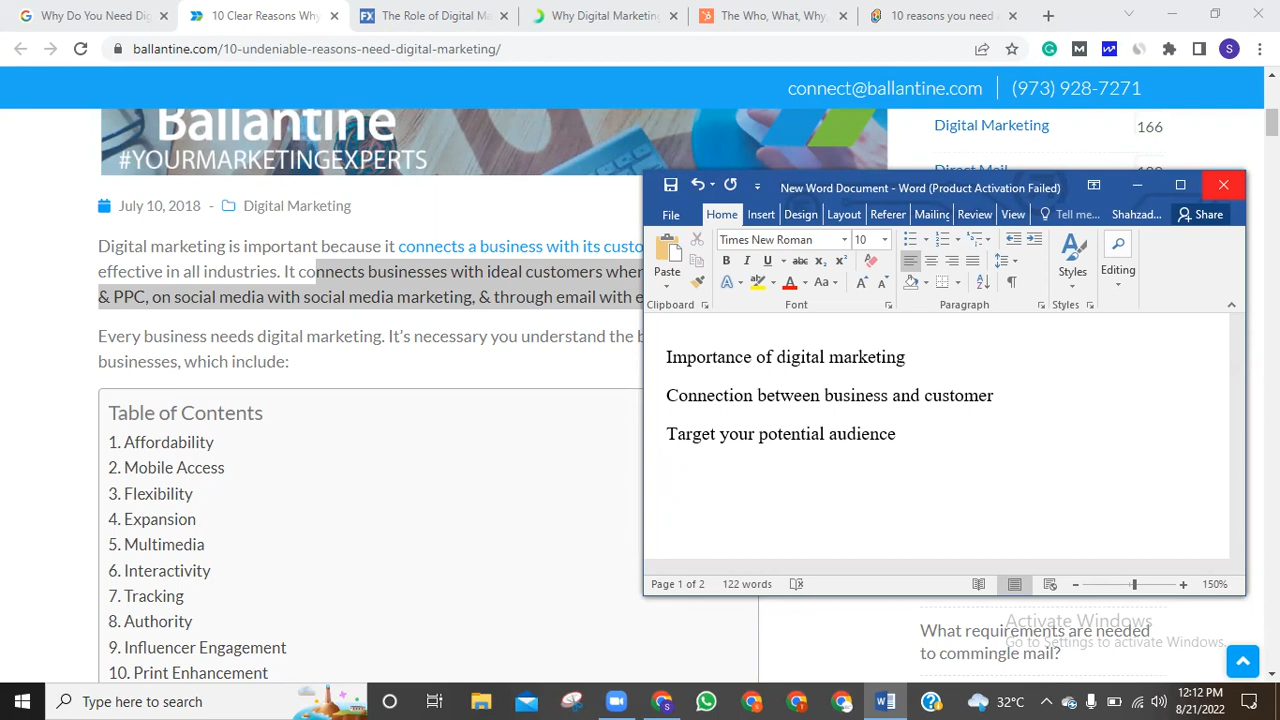 Why Do You Need Dig
10 Clear Reasons Why
The Role of Digital Ma
Why Digital Marketing
The Who, What, Why,
10 reasons you need
ballantine.com/10-undeniable-reasons-need-digital-marketing/
connect@ballantine.com
(973) 928-7271
Ballantine
#YOURMARKETINGEXPERTS
Digital Marketing 166
July 10, 2018 - Digital Marketing
Digital marketing is important because it connects a business with its custo
effective in all industries. It connects businesses with ideal customers when
& PPC, on social media with social media marketing, & through email with e
Every business needs digital marketing. It's necessary you understand the b
businesses, which include:
Table of Contents
1. Affordability
2. Mobile Access
3. Flexibility
4. Expansion
5. Multimedia
6. Interactivity
7. Tracking
8. Authority
9. Influencer Engagement
10. Print Enhancement
New Word Document - Word (Product Activation Failed)
File Home Insert Design Layout Referer Mailing Review View Tell me... Shahzad... Share
Paste
Clipboard
Times New Roman 10
B I U abc x₂ x²
A Aa A A
Font
Paragraph
Styles
Styles
Editing
Importance of digital marketing
Connection between business and customer
Target your potential audience
Page 1 of 2 122 words 150%
What requirements are needed
to commingle mail?
Activate Windows
Go to Settings to activate Windows.
Type here to search
32°C
12:12 PM
8/21/2022